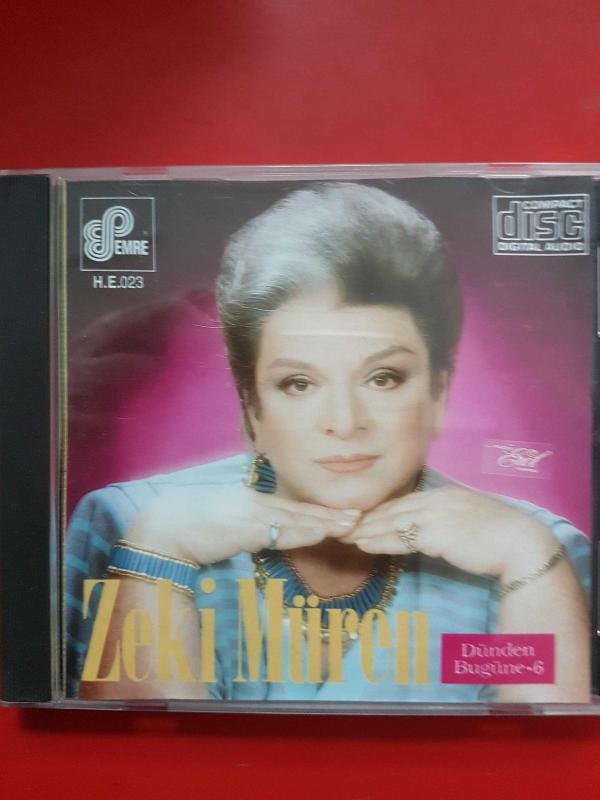 EMRE
H.E.023
COMPACT
disc
DIGITAL AUDIO
Zeki Müren
Dünden
Bugüne-6